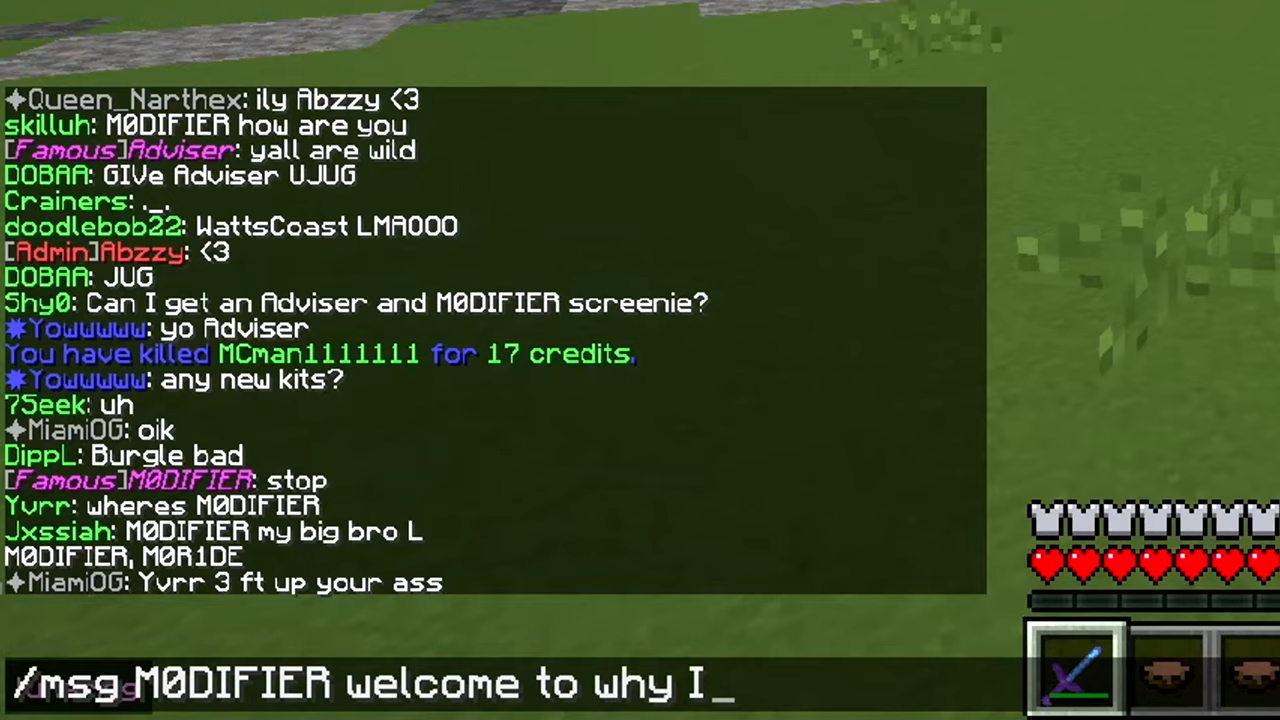 ✦Queen_Narthex: ily Abzzy <3
skilluh: M0DIFIER how are you
[Famous]Adviser: yall are wild
DOBAA: GIVe Adviser UJUG
Crainers: ._.
doodlebob22: WattsCoast LMAOOO
[Admin]Abzzy: <3
DOBAA: JUG
Shy0: Can I get an Adviser and M0DIFIER screenie?
✷Yowwwww: yo Adviser
You have killed MCman1111111 for 17 credits.
✷Yowwwww: any new kits?
75eek: uh
✦MiamiOG: oik
DippL: Burgle bad
[Famous]M0DIFIER: stop
Yvrr: wheres M0DIFIER
Jxssiah: M0DIFIER my big bro L
M0DIFIER, M0R1DE
✦MiamiOG: Yvrr 3 ft up your ass
/msg M0DIFIER welcome to why I_